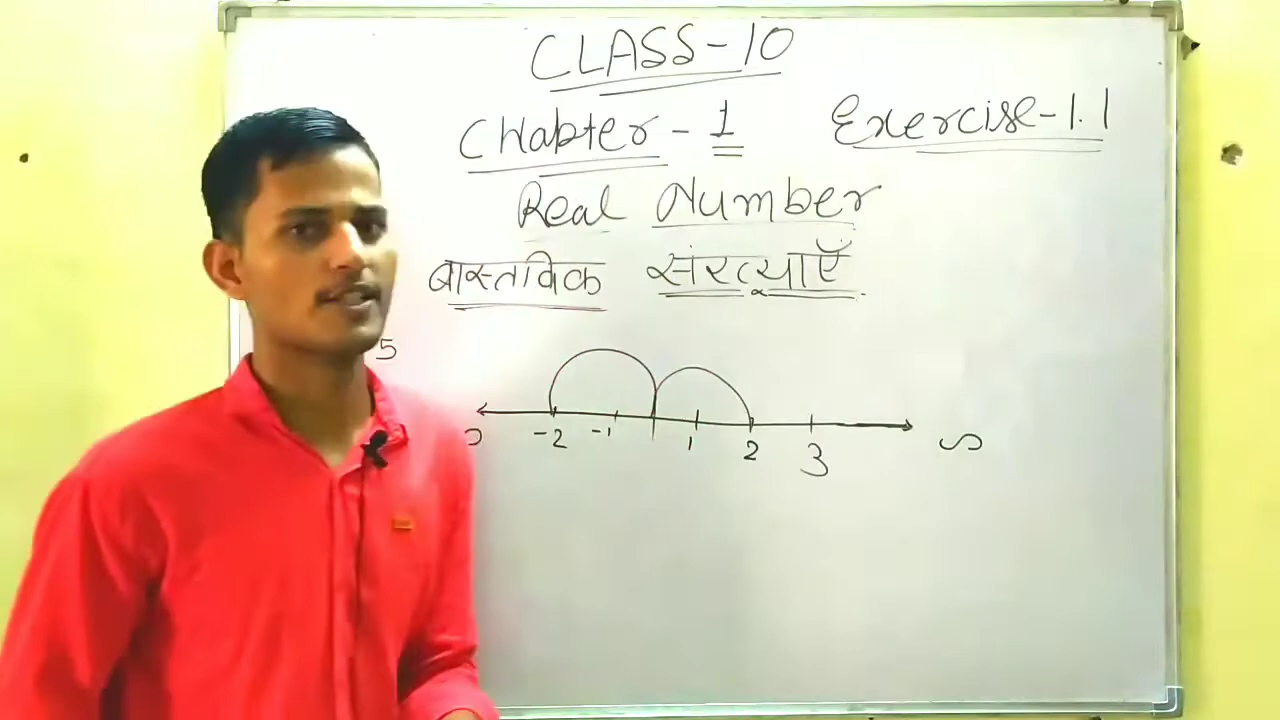 CLASS-10
Chabter-1 Exercise-1.1
Real Number
वास्तविक संख्याएँ
5
-2 -1 1 2 3 ∞